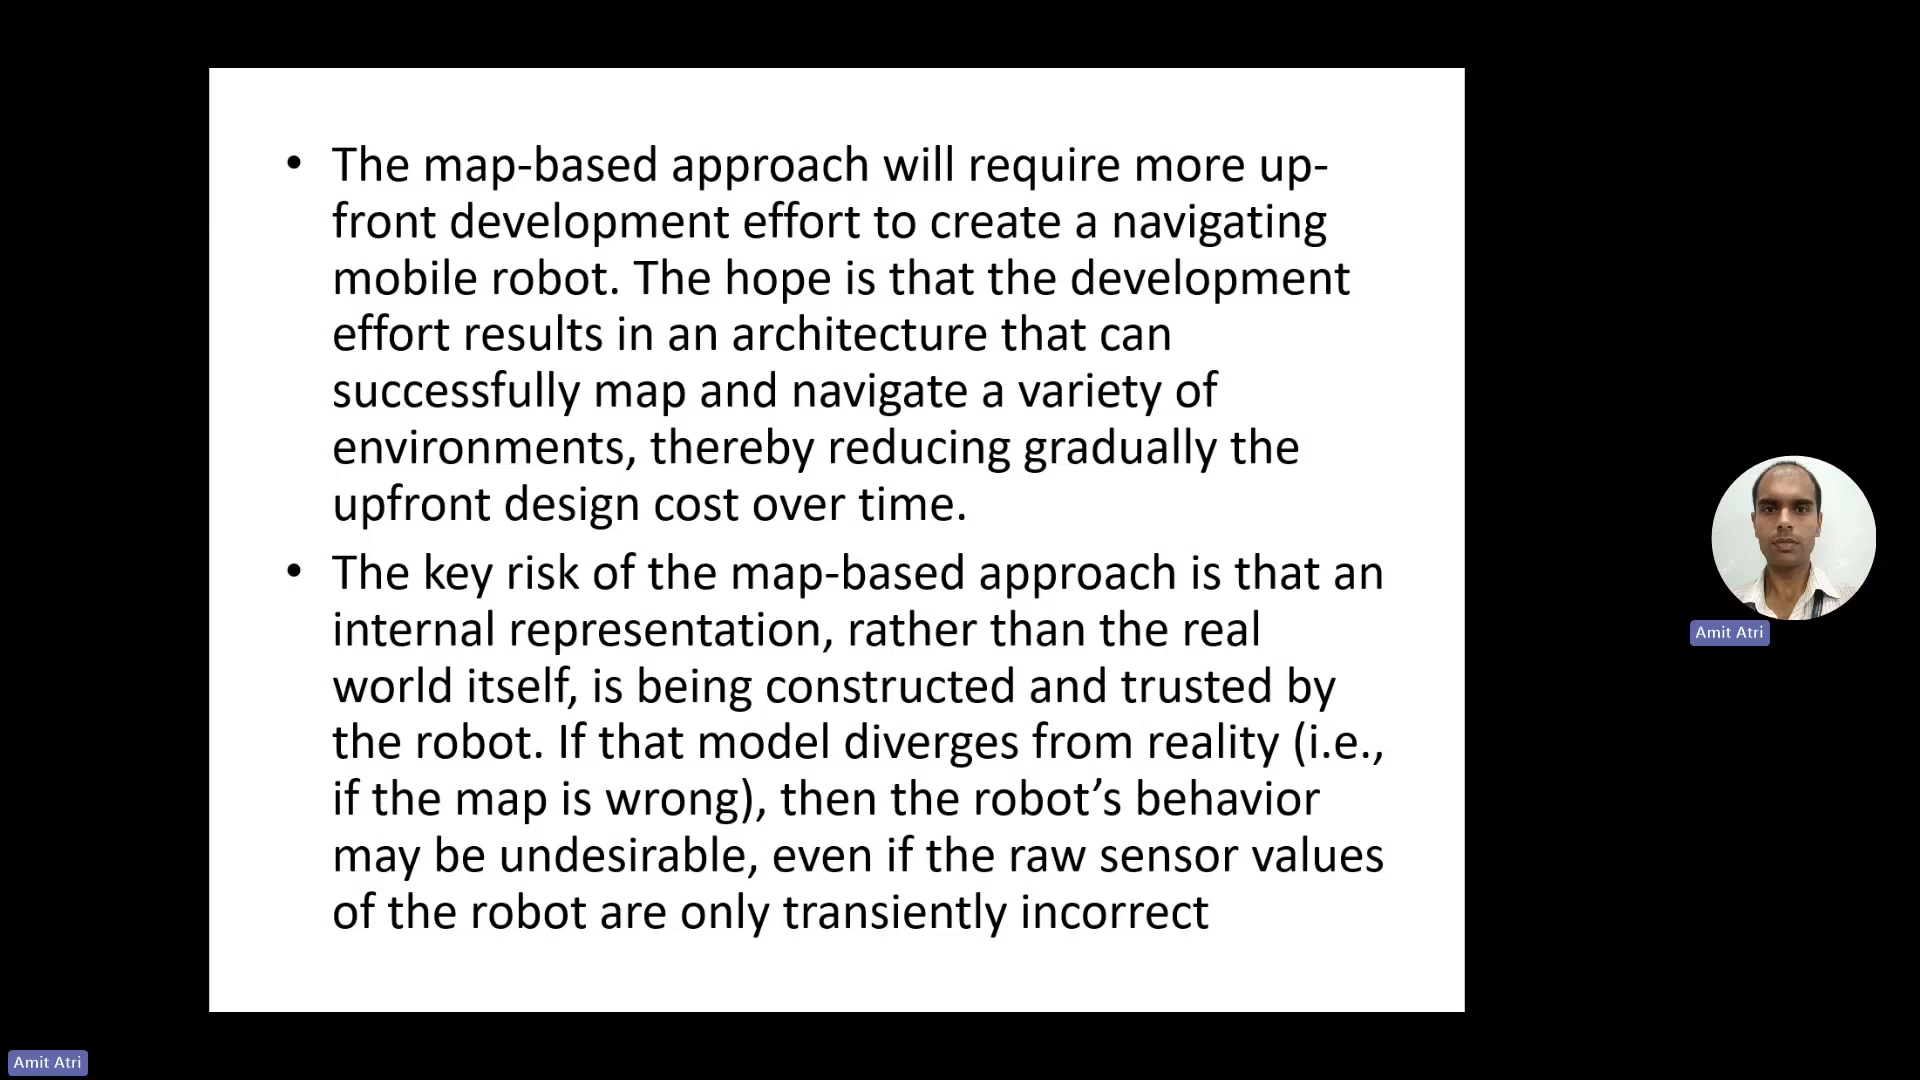 • The map-based approach will require more up-
front development effort to create a navigating
mobile robot. The hope is that the development
effort results in an architecture that can
successfully map and navigate a variety of
environments, thereby reducing gradually the
upfront design cost over time.
• The key risk of the map-based approach is that an
internal representation, rather than the real
world itself, is being constructed and trusted by
the robot. If that model diverges from reality (i.e.,
if the map is wrong), then the robot’s behavior
may be undesirable, even if the raw sensor values
of the robot are only transiently incorrect
Amit Atri
Amit Atri